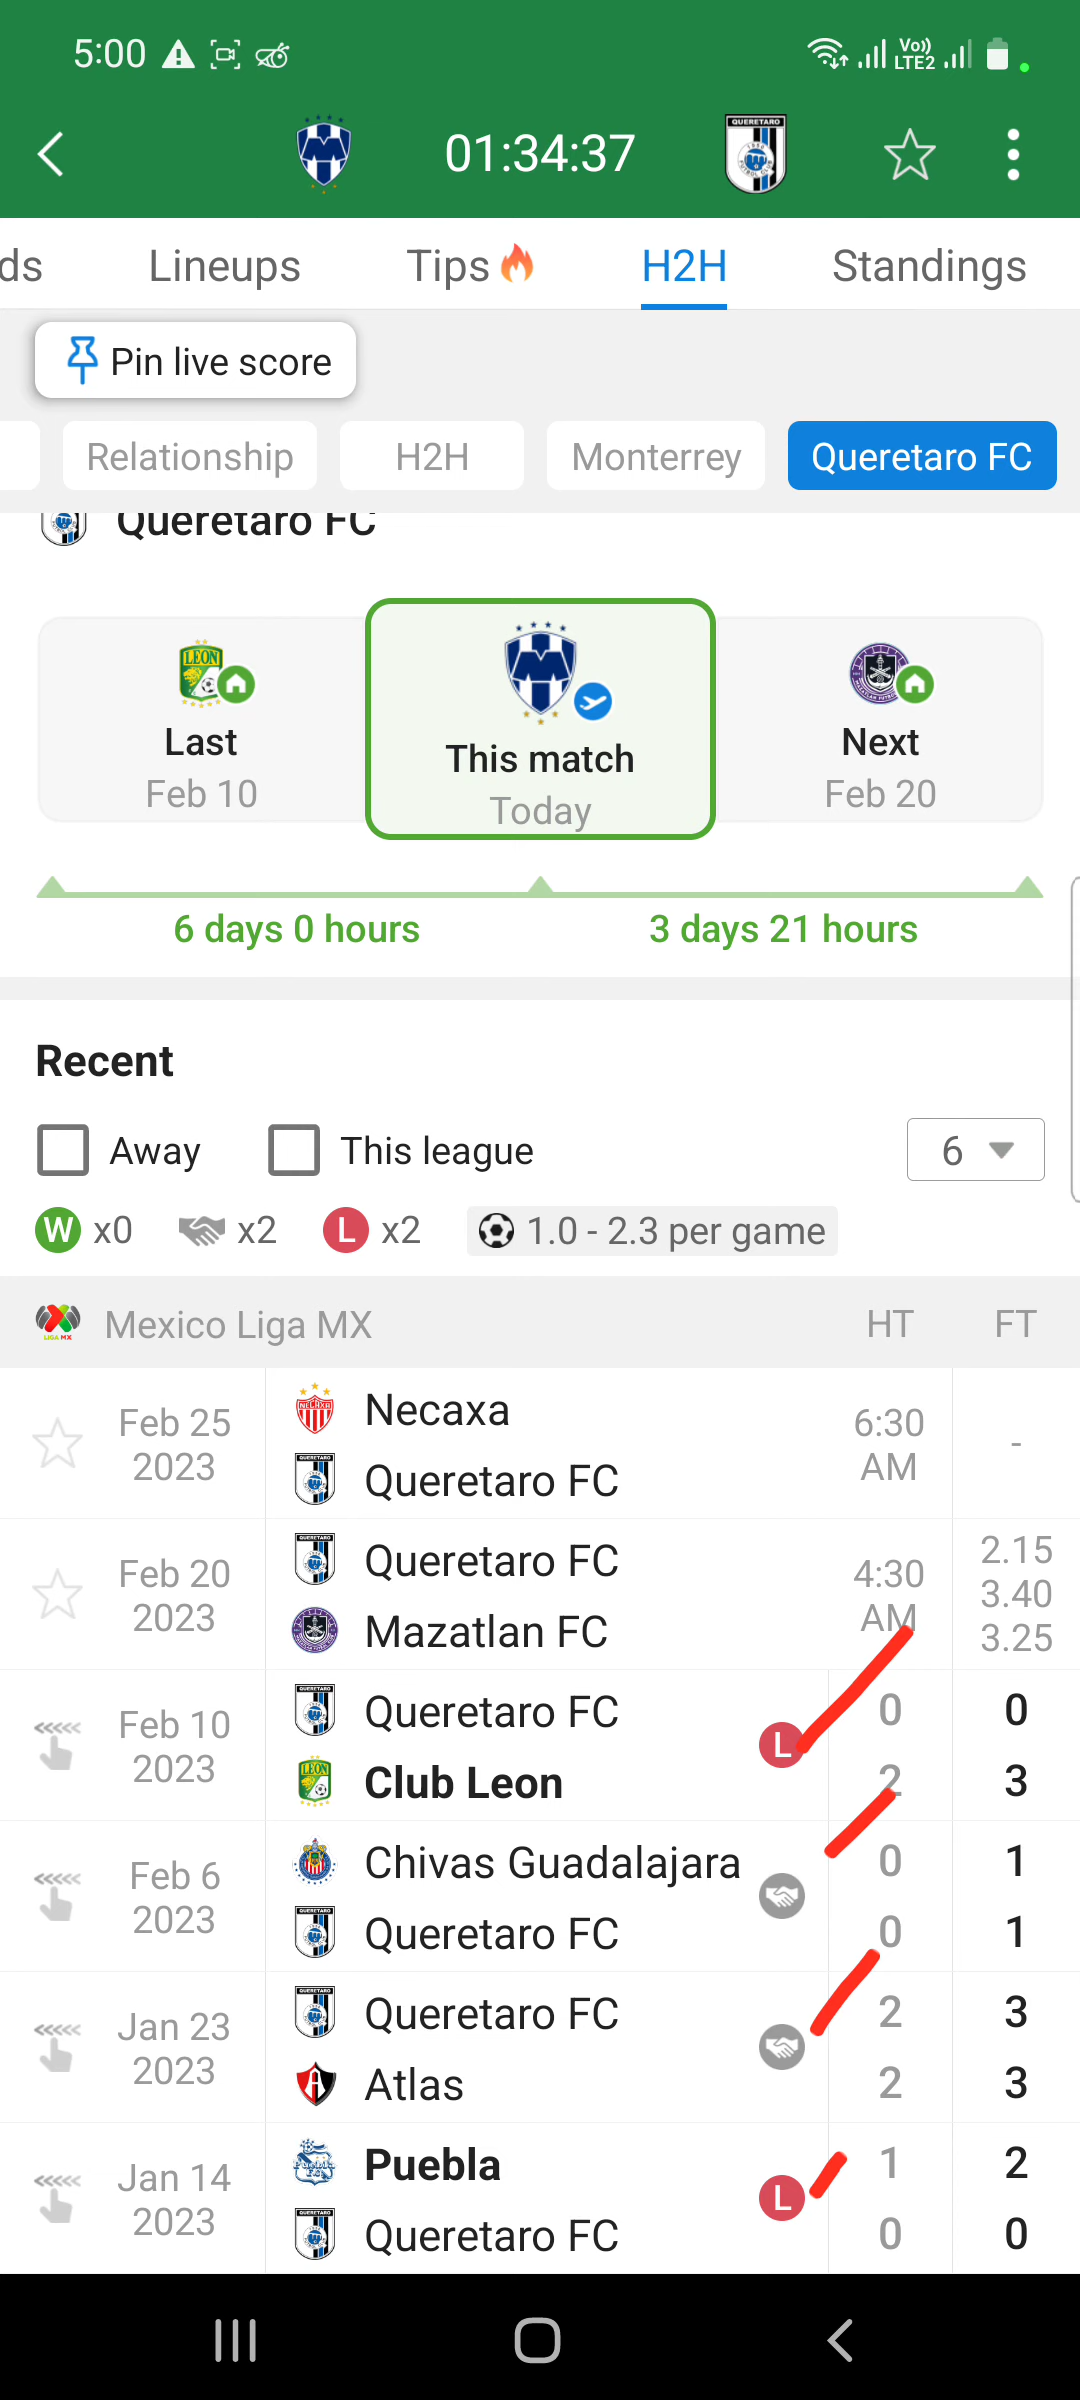 5:00 Vo)) LTE2
01:34:37 QUERETARO
ds Lineups Tips H2H Standings
Pin live score
Relationship H2H Monterrey Queretaro FC
Queretaro FC
LEON
Last This match Next
Feb 10 Today Feb 20
6 days 0 hours 3 days 21 hours
Recent
Away This league 6
W x0 x2 L x2 1.0 - 2.3 per game
Mexico Liga MX HT FT
Feb 25 2023 Necaxa 6:30 AM -
Queretaro FC
Feb 20 2023 Queretaro FC 4:30 AM 2.15 3.40 3.25
Mazatlan FC
Feb 10 2023 Queretaro FC L 0 0
Club Leon 2 3
Feb 6 2023 Chivas Guadalajara 0 1
Queretaro FC 0 1
Jan 23 2023 Queretaro FC 2 3
Atlas 2 3
Jan 14 2023 Puebla L 1 2
Queretaro FC 0 0